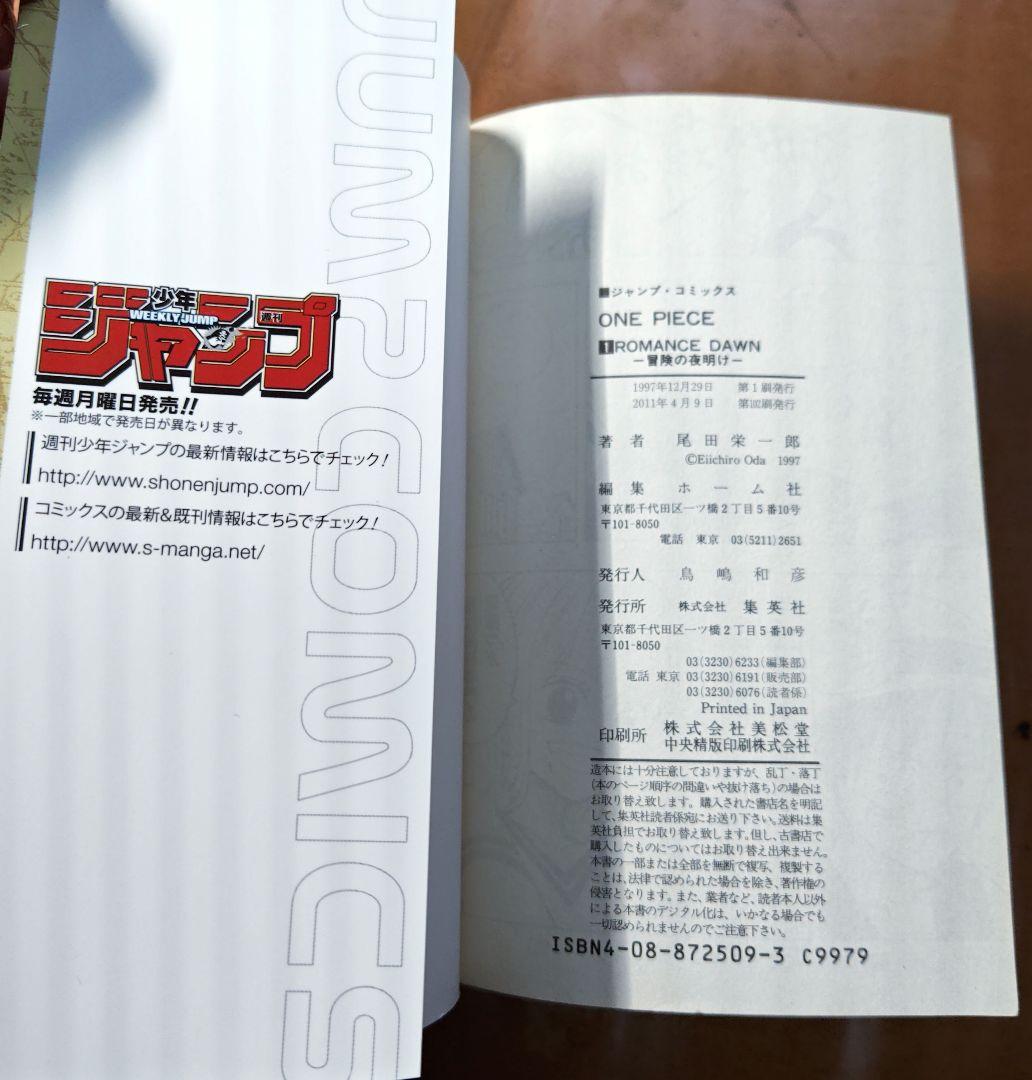 JUMP COMICS
少年
WEEKLY JUMP
週刊
ジャンプ
毎週月曜日発売!!
※一部地域で発売日が異なります。
週刊少年ジャンプの最新情報はこちらでチェック!
http://www.shonenjump.com/
コミックスの最新&既刊情報はこちらでチェック!
http://www.s-manga.net/
■ジャンプ・コミックス
ONE PIECE
1 ROMANCE DAWN
―冒険の夜明け―
1997年12月29日 第1刷発行
2011年4月9日 第102刷発行
著者 尾田栄一郎
©Eiichiro Oda 1997
編集 ホーム社
東京都千代田区一ツ橋2丁目5番10号
〒101-8050
電話 東京 03(5211)2651
発行人 鳥嶋和彦
発行所 株式会社 集英社
東京都千代田区一ツ橋2丁目5番10号
〒101-8050
03(3230)6233(編集部)
電話 東京 03(3230)6191(販売部)
03(3230)6076(読者係)
Printed in Japan
印刷所 株式会社美松堂
中央精版印刷株式会社
造本には十分注意しておりますが、乱丁・落丁
(本のページ順序の間違いや抜け落ち)の場合は
お取り替え致します。購入された書店名を明記
して、集英社読者係宛にお送り下さい。送料は集
英社負担でお取り替え致します。但し、古書店で
購入したものについてはお取り替え出来ません。
本書の一部または全部を無断で複写、複製する
ことは、法律で認められた場合を除き、著作権の
侵害となります。また、業者など、読者本人以外
による本書のデジタル化は、いかなる場合でも
一切認められませんのでご注意下さい。
ISBN4-08-872509-3 C9979